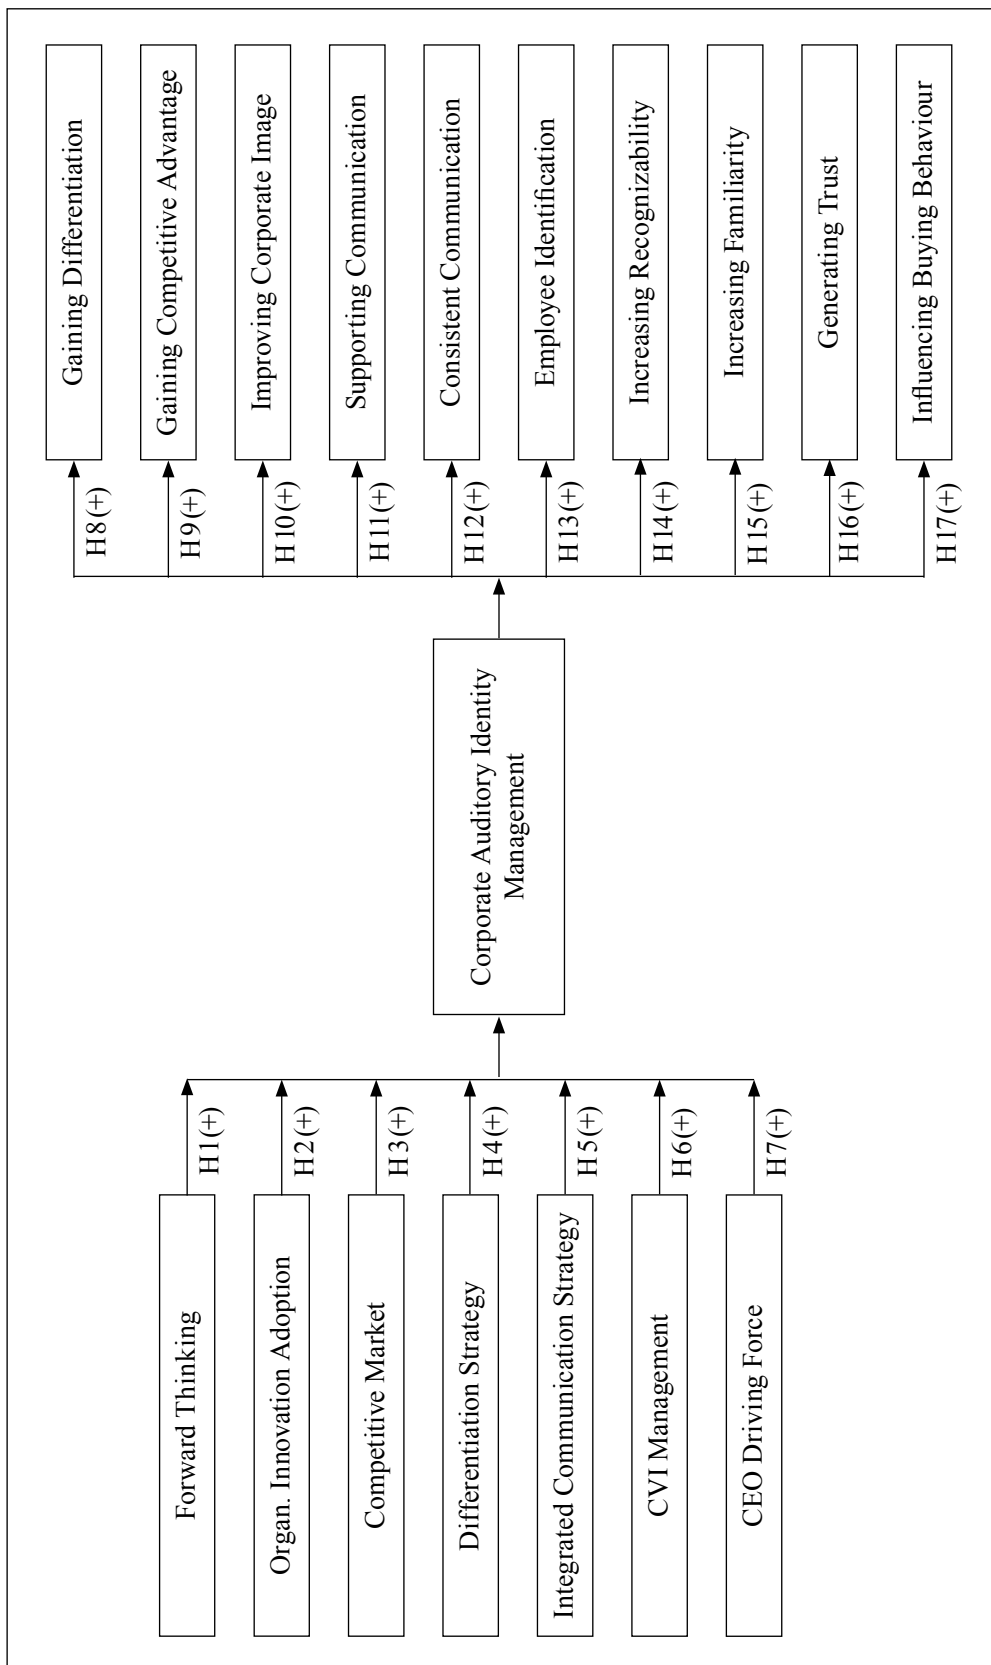 Forward Thinking
Organ. Innovation Adoption
Competitive Market
Differentiation Strategy
Integrated Communication Strategy
CVI Management
CEO Driving Force
H1(+)
H2(+)
H3(+)
H4(+)
H5(+)
H6(+)
H7(+)
Corporate Auditory Identity
Management
H8(+)
H9(+)
H10(+)
H11(+)
H12(+)
H13(+)
H14(+)
H15(+)
H16(+)
H17(+)
Gaining Differentiation
Gaining Competitive Advantage
Improving Corporate Image
Supporting Communication
Consistent Communication
Employee Identification
Increasing Recognizability
Increasing Familiarity
Generating Trust
Influencing Buying Behaviour